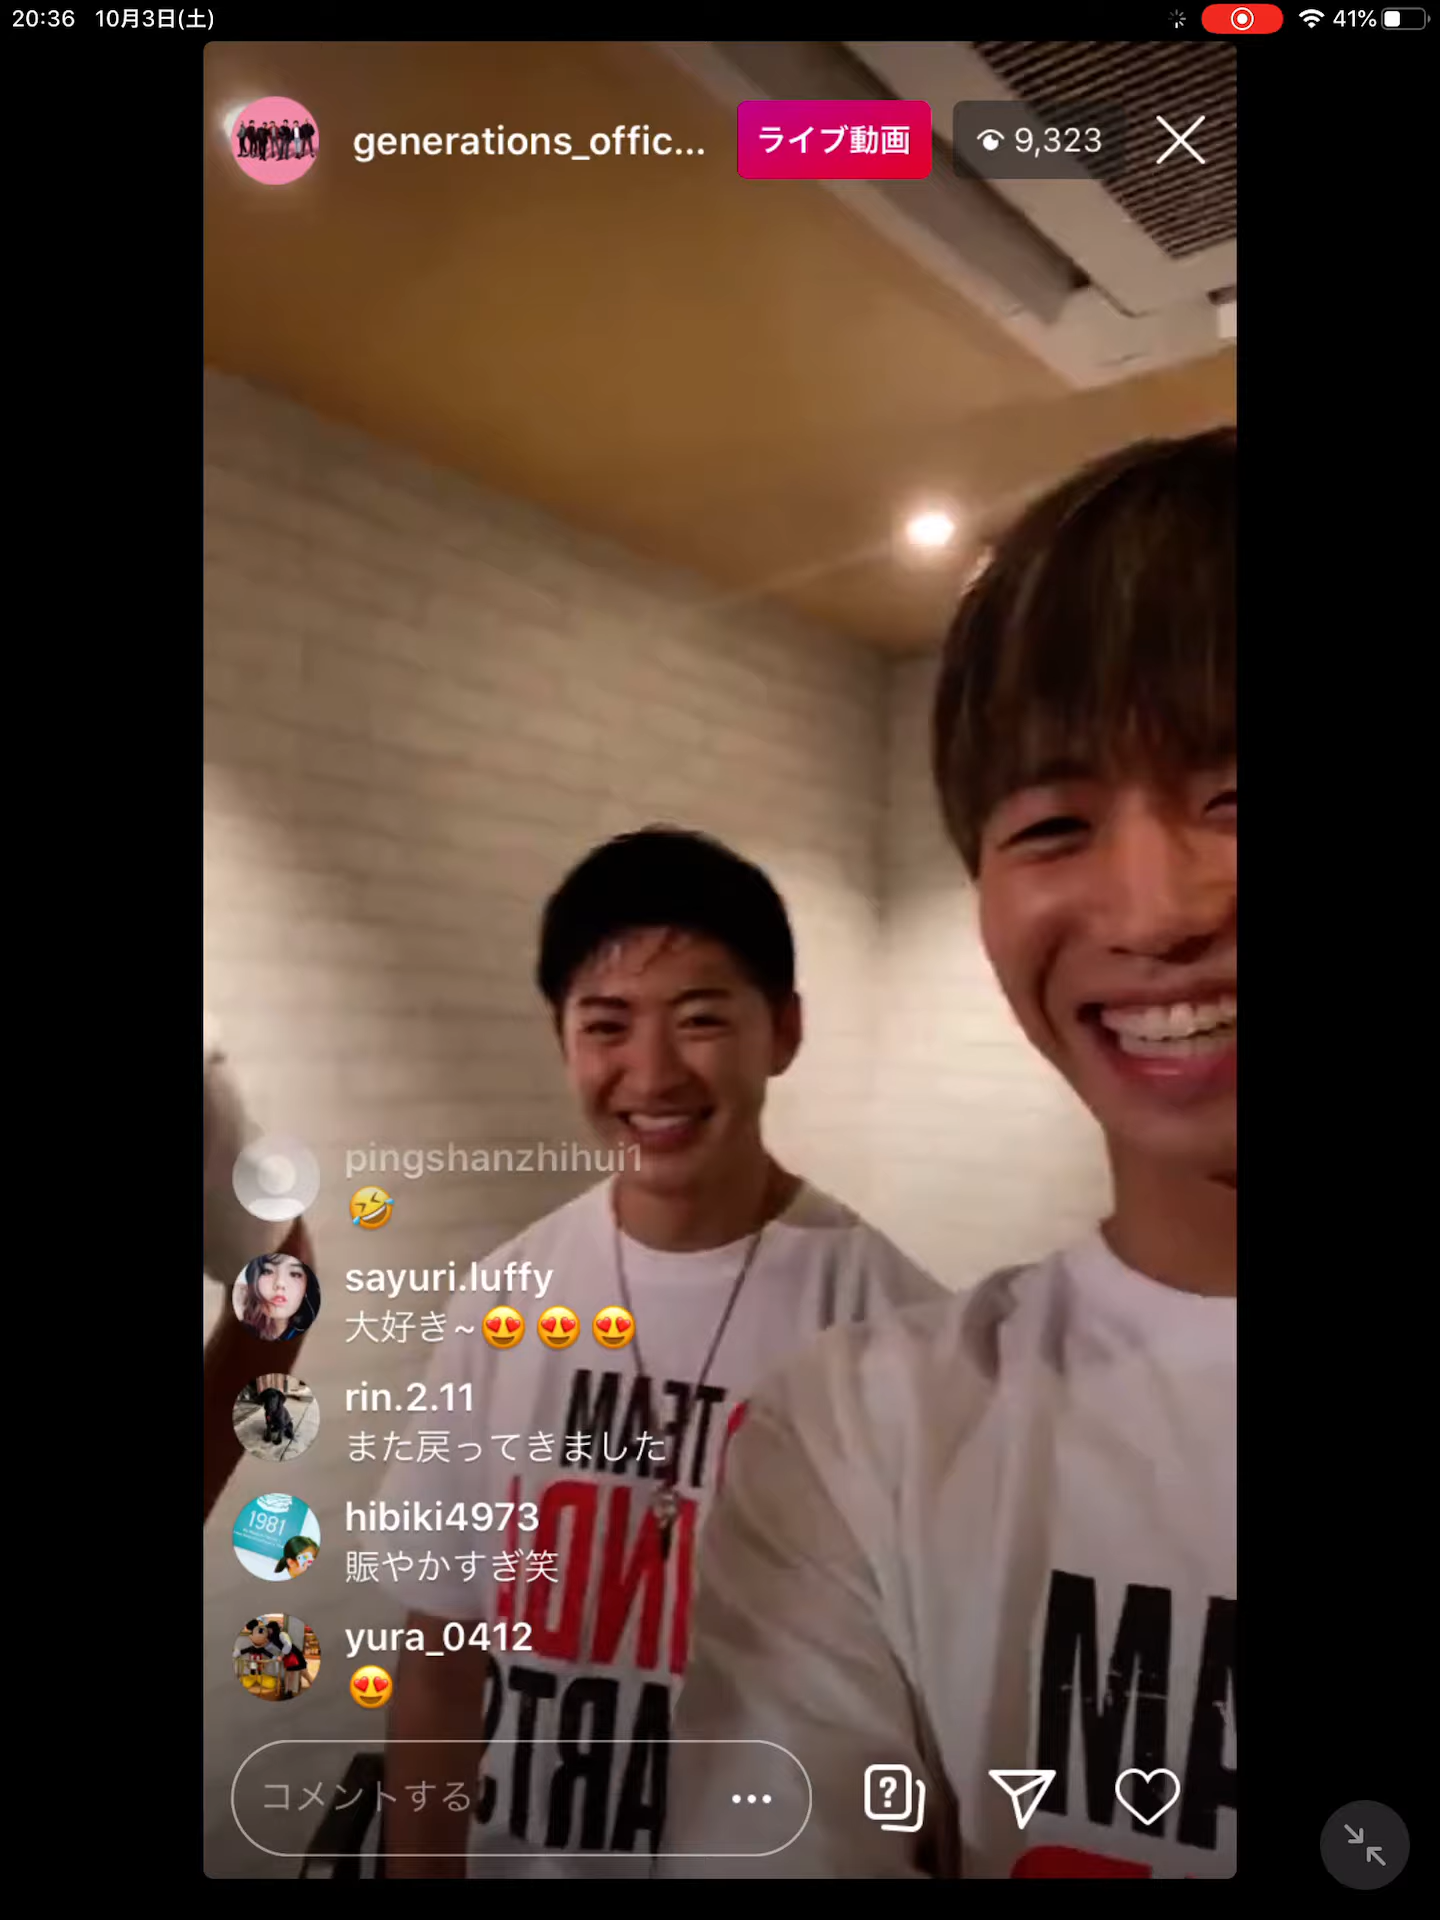 20:36 10月3日(土)
41%
generations_offic...
ライブ動画
9,323
pingshanzhihui1
🤣
sayuri.luffy
大好き~😍😍😍
rin.2.11
また戻ってきました
1981
hibiki4973
賑やかすぎ笑
yura_0412
😍
TEAM
ARTS
コメントする